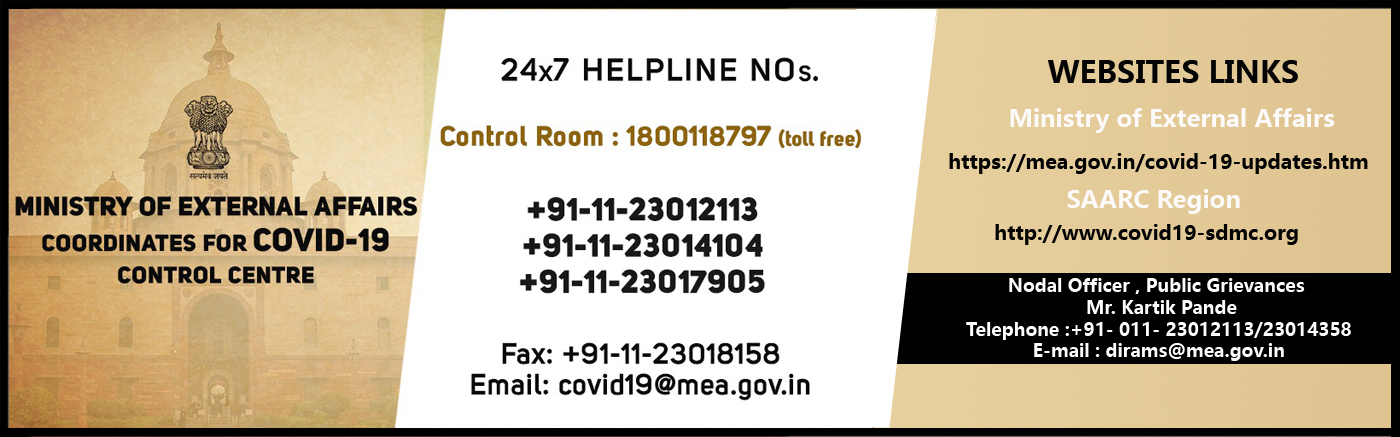 सत्यमेव जयते
MINISTRY OF EXTERNAL AFFAIRS
COORDINATES FOR COVID-19
CONTROL CENTRE
24x7 HELPLINE NOs.
Control Room : 1800118797 (toll free)
+91-11-23012113
+91-11-23014104
+91-11-23017905
Fax: +91-11-23018158
Email: covid19@mea.gov.in
WEBSITES LINKS
Ministry of External Affairs
https://mea.gov.in/covid-19-updates.htm
SAARC Region
http://www.covid19-sdmc.org
Nodal Officer , Public Grievances
Mr. Kartik Pande
Telephone :+91- 011- 23012113/23014358
E-mail : dirams@mea.gov.in